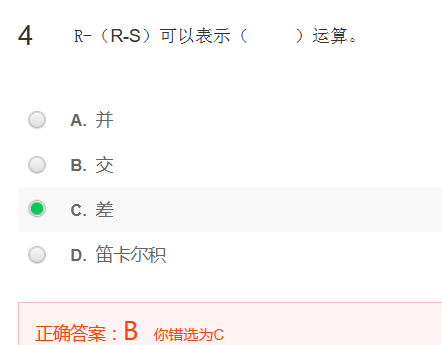 4 R-（R-S）可以表示（ ）运算。
A. 并
B. 交
C. 差
D. 笛卡尔积
正确答案：B 你错选为C